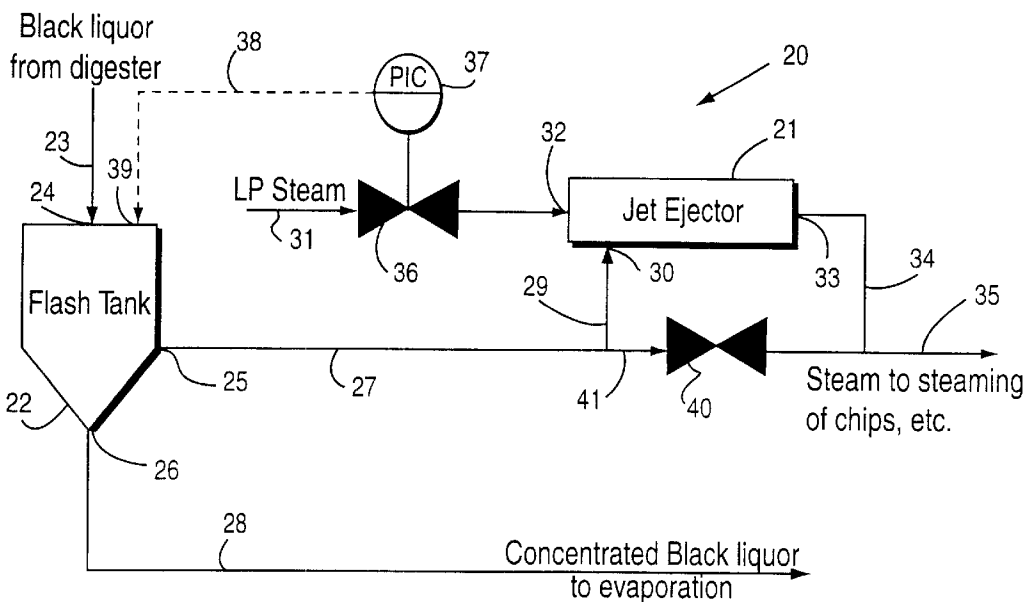 Black liquor
from digester
38
PIC
37
20
23
39
24
LP Steam
31
36
32
21
Jet Ejector
30
33
34
29
35
Flash Tank
22
25
27
41
40
Steam to steaming
of chips, etc.
26
28
Concentrated Black liquor
to evaporation